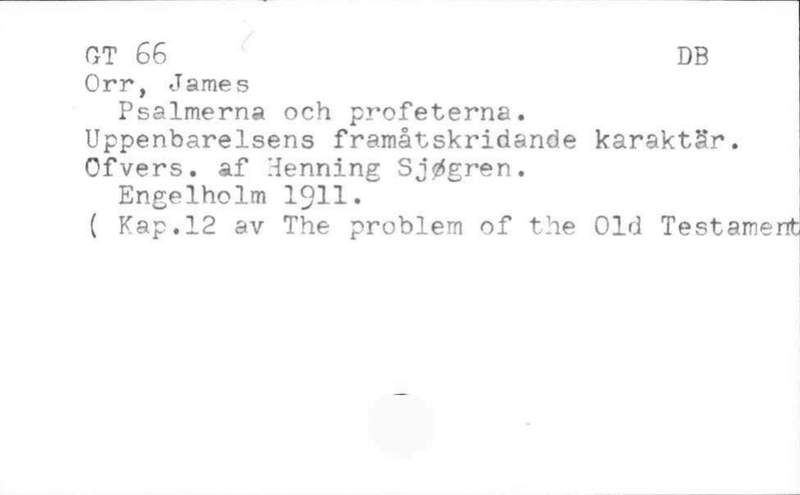 GT 66 DB
Orr, James
Psalmerna och profeterna.
Uppenbarelsens framåtskridande karaktär.
Ofvers. af Henning Sjøgren.
Engelholm 1911.
( Kap.12 av The problem of the Old Testament